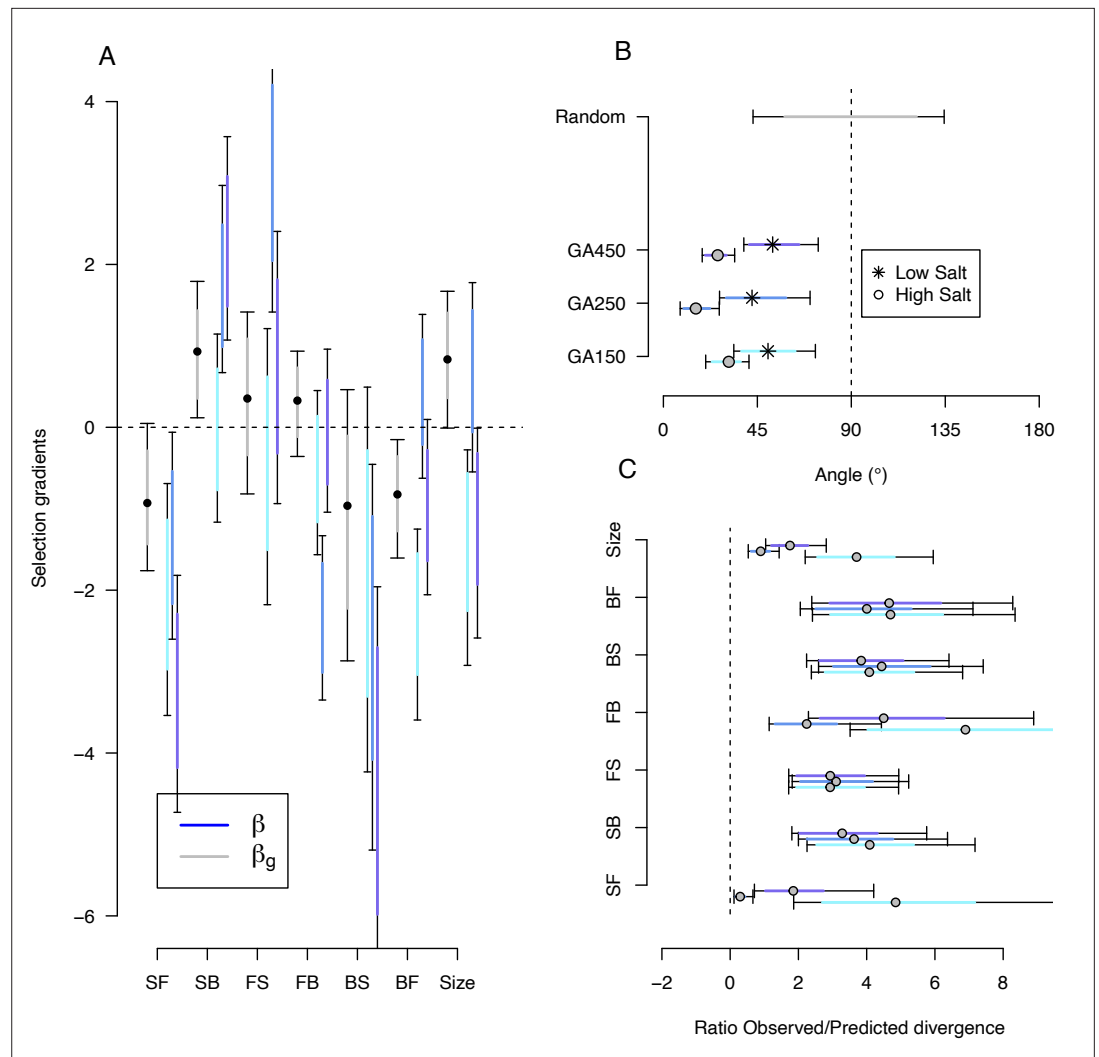 A
Selection gradients
4
2
0
−2
−4
−6
β
βg
SF SB FS FB BS BF Size
B
Random
GA450
GA250
GA150
Low Salt
High Salt
0 45 90 135 180
Angle (°)
C
Size
BF
BS
FB
FS
SB
SF
−2 0 2 4 6 8
Ratio Observed/Predicted divergence